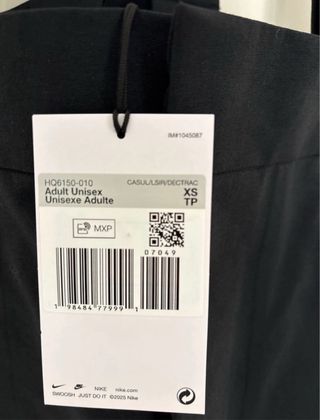 IM#1045087
HQ6150-010 CASUL/LSIR/DECTRAC
Adult Unisex XS
Unisexe Adulte TP
MXP
07049
1 98484 77999 1
NIKE nike.com
SWOOSH JUST DO IT ©2025 Nike